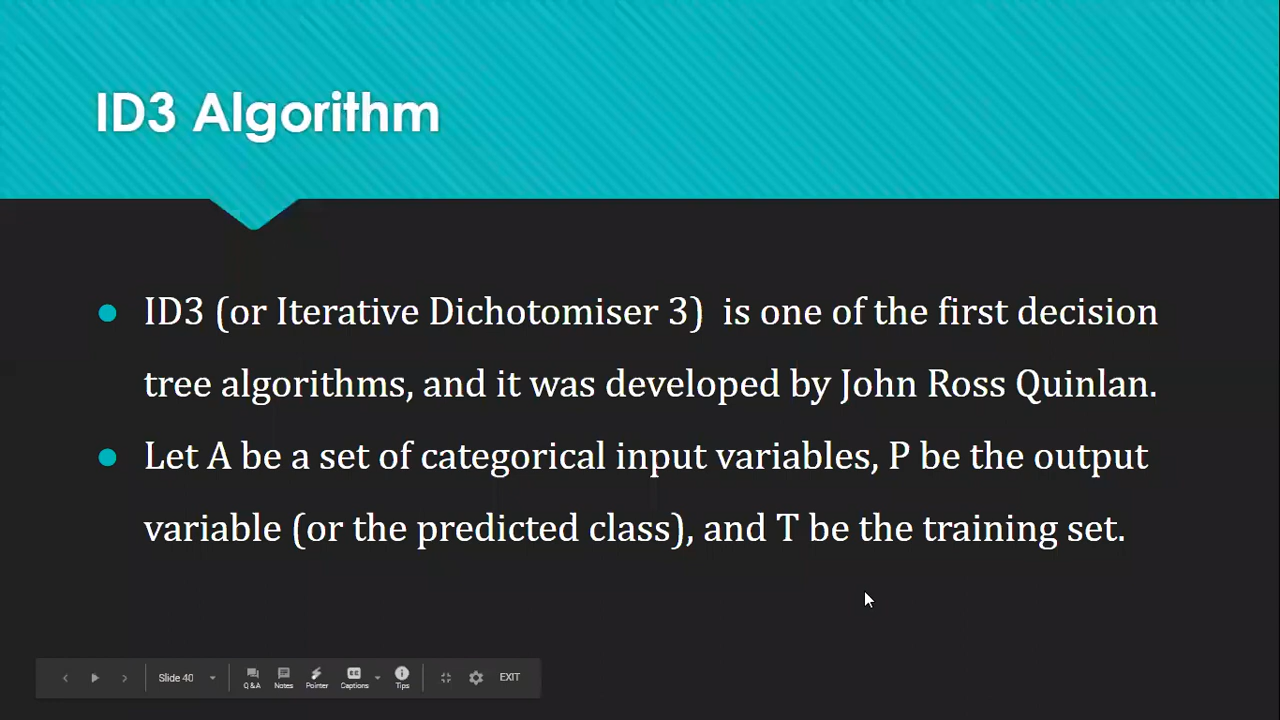 ID3 Algorithm
ID3 (or Iterative Dichotomiser 3) is one of the first decision
tree algorithms, and it was developed by John Ross Quinlan.
Let A be a set of categorical input variables, P be the output
variable (or the predicted class), and T be the training set.
Slide 40
Q&A
Notes
Pointer
CC
Captions
Tips
EXIT